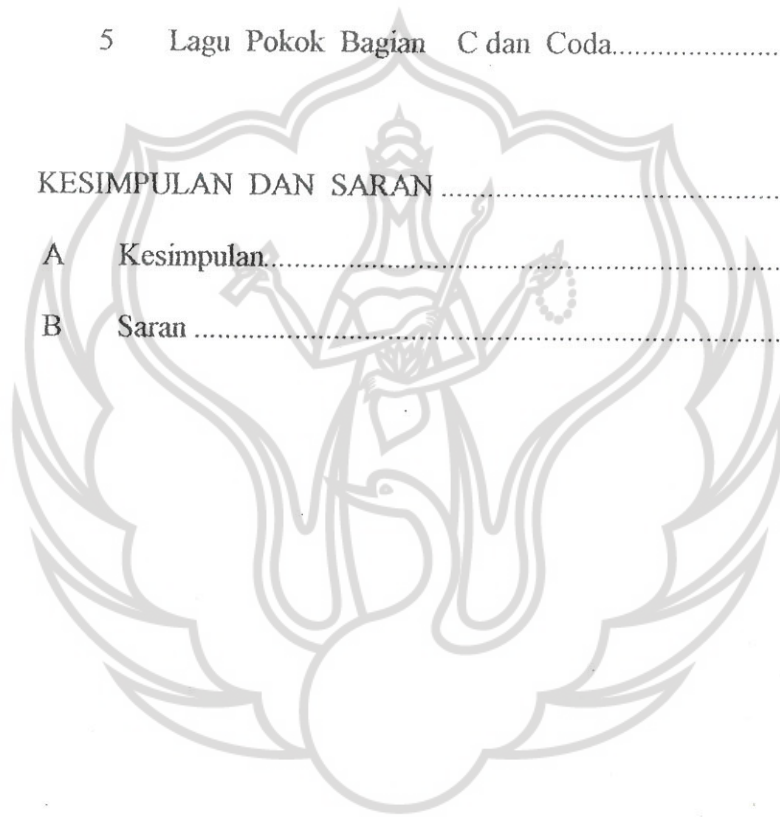 5 Lagu Pokok Bagian C dan Coda......................
KESIMPULAN DAN SARAN ..........................................
A Kesimpulan................................................................
B Saran .........................................................................